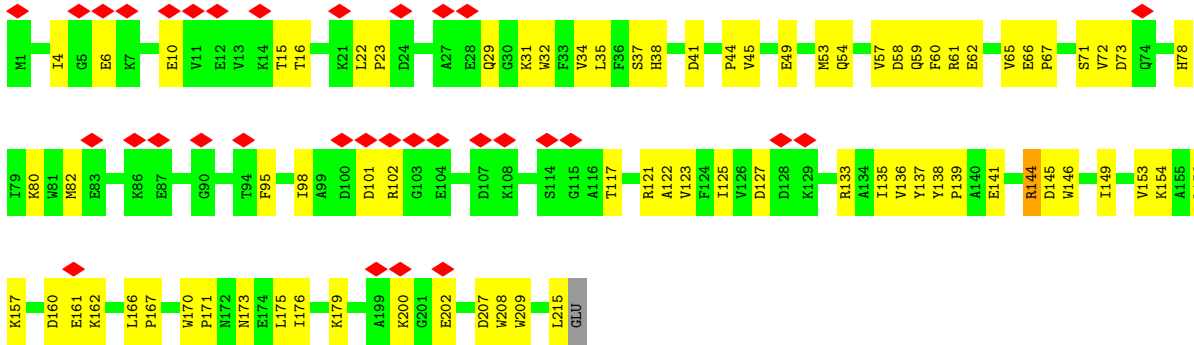 M1 I4 G5 E6 K7 E10 V11 E12 V13 K14 T15 T16 K21 L22 P23 D24 A27 E28 Q29 G30 K31 W32 F33 V34 L35 F36 S37 H38 D41 P44 V45 E49 M53 Q54 V57 D58 Q59 F60 R61 E62 V65 E66 P67 S71 V72 D73 Q74 H78
I79 K80 W81 M82 E83 K86 E87 G90 T94 F95 I98 A99 D100 D101 R102 G103 E104 D107 K108 S114 G115 A116 T117 R121 A122 V123 F124 I125 V126 D127 D128 K129 R133 A134 I135 V136 Y137 Y138 P139 A140 E141 R144 D145 W146 I149 V153 K154 A155
K157 D160 E161 K162 L166 P167 W170 P171 N172 N173 E174 L175 I176 K179 A199 K200 G201 E202 D207 W208 W209 L215 GLU